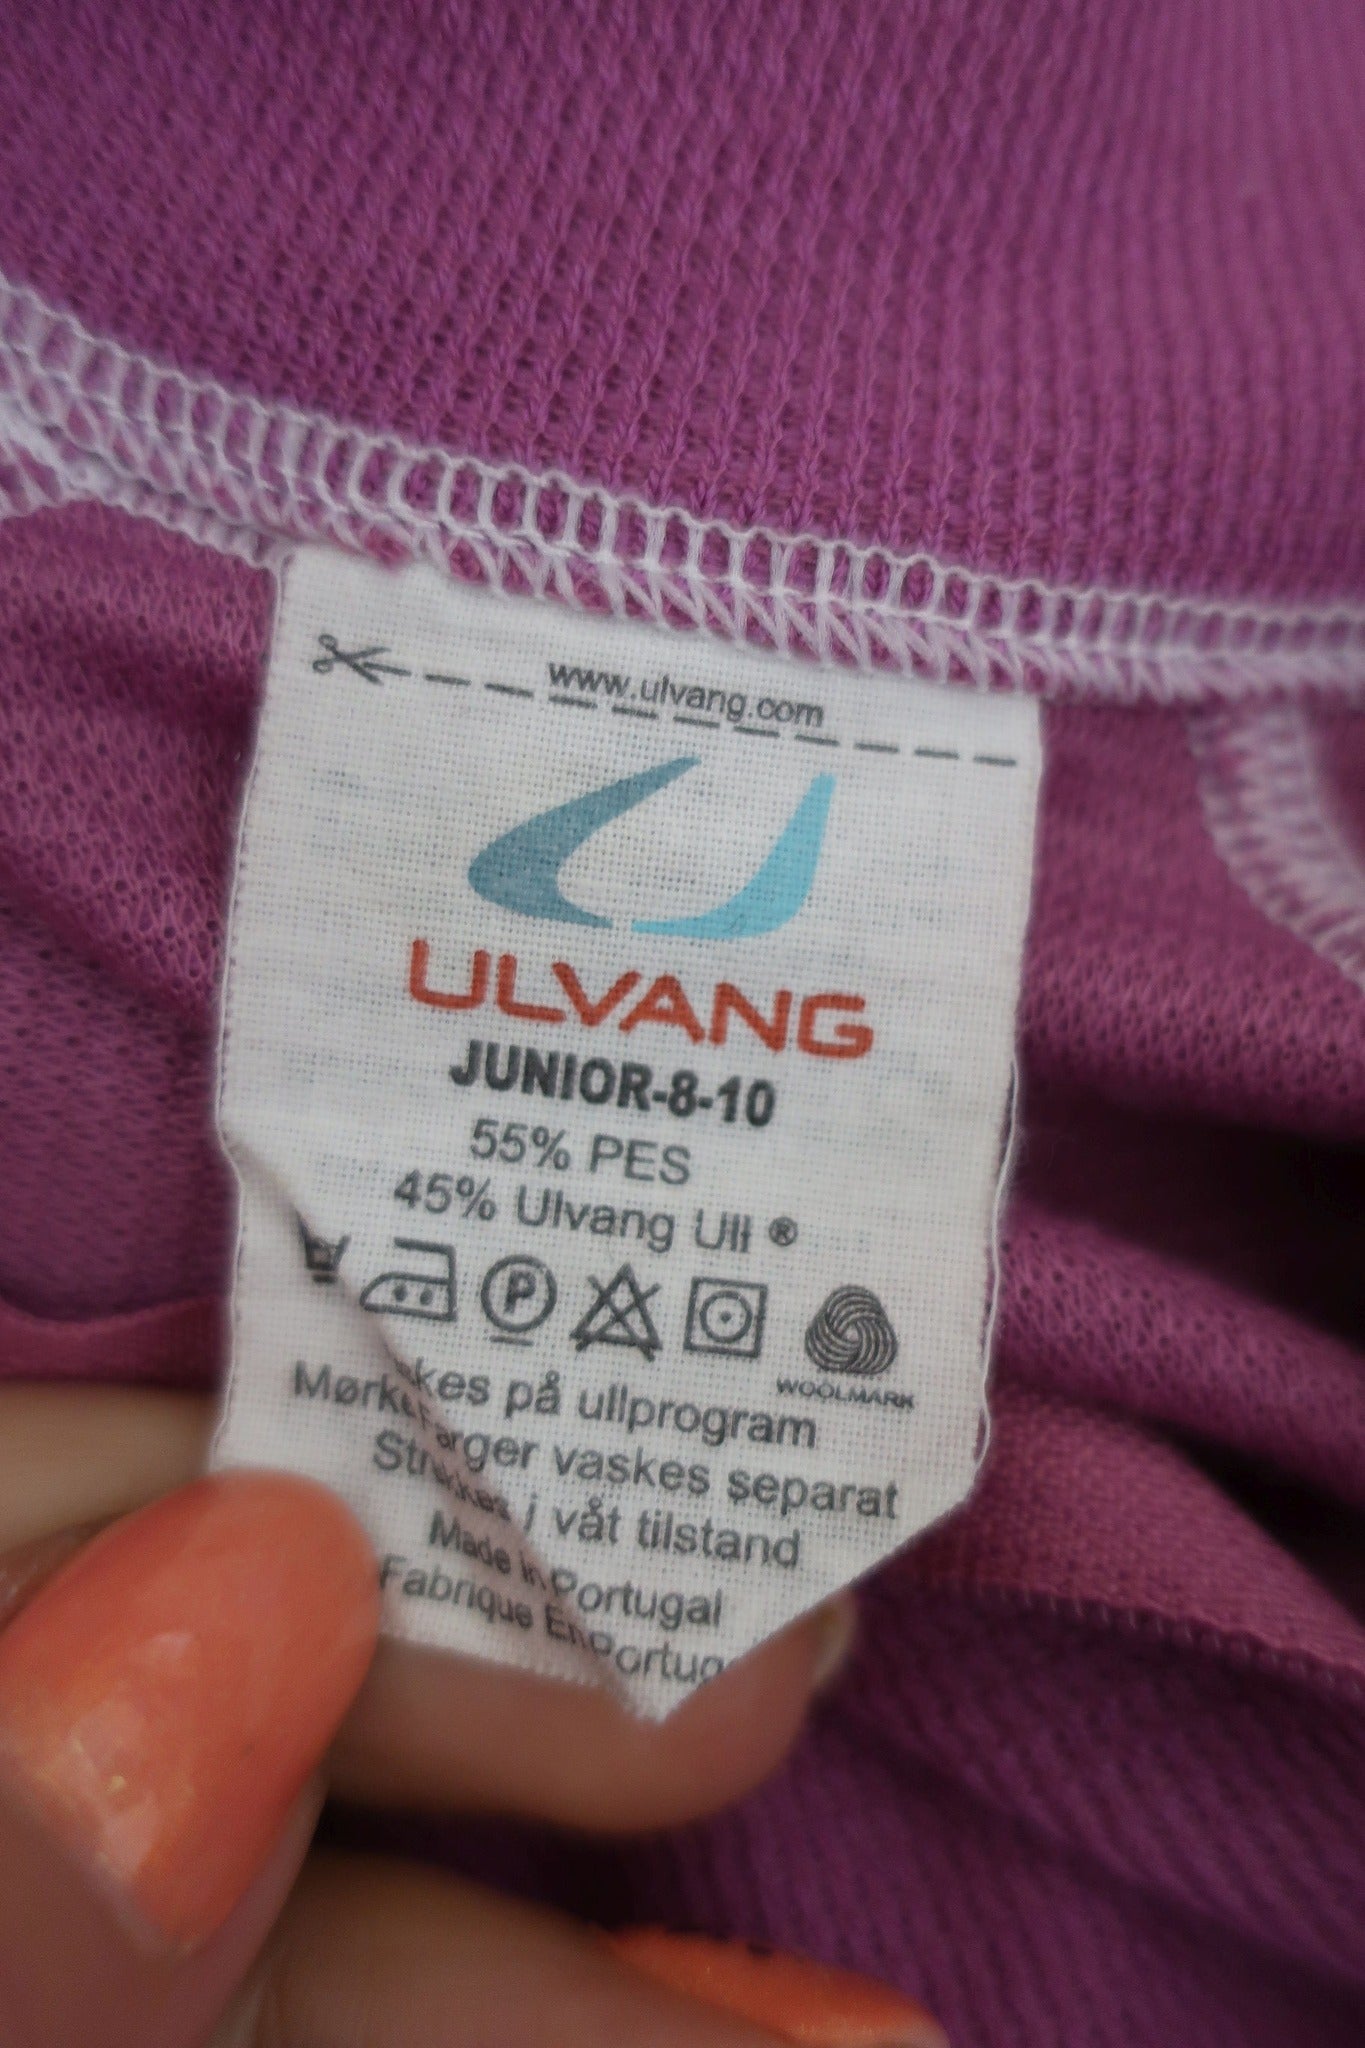 www.ulvang.com
ULVANG
JUNIOR-8-10
55% PES
45% Ulvang Ull ®
P
WOOLMARK
på ullprogram
vaskes separat
i våt tilstand
Made in Portugal
Fabrique En